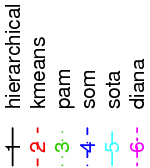 1 hierarchical
2 kmeans
3 pam
4 som
5 sota
6 diana